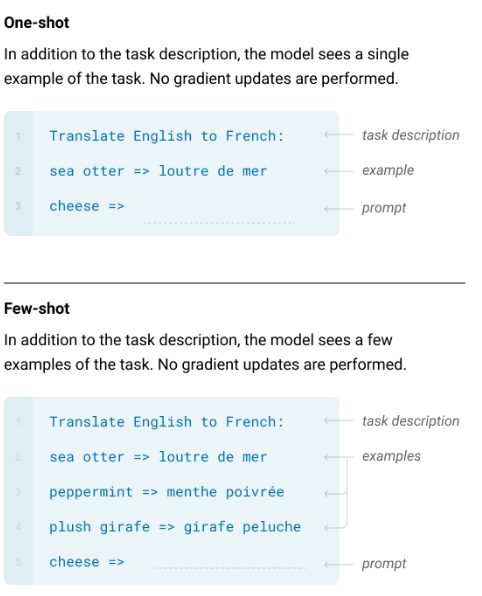 One-shot
In addition to the task description, the model sees a single
example of the task. No gradient updates are performed.
1 Translate English to French: task description
2 sea otter => loutre de mer example
3 cheese => prompt
Few-shot
In addition to the task description, the model sees a few
examples of the task. No gradient updates are performed.
1 Translate English to French: task description
2 sea otter => loutre de mer examples
3 peppermint => menthe poivrée
4 plush girafe => girafe peluche
5 cheese => prompt